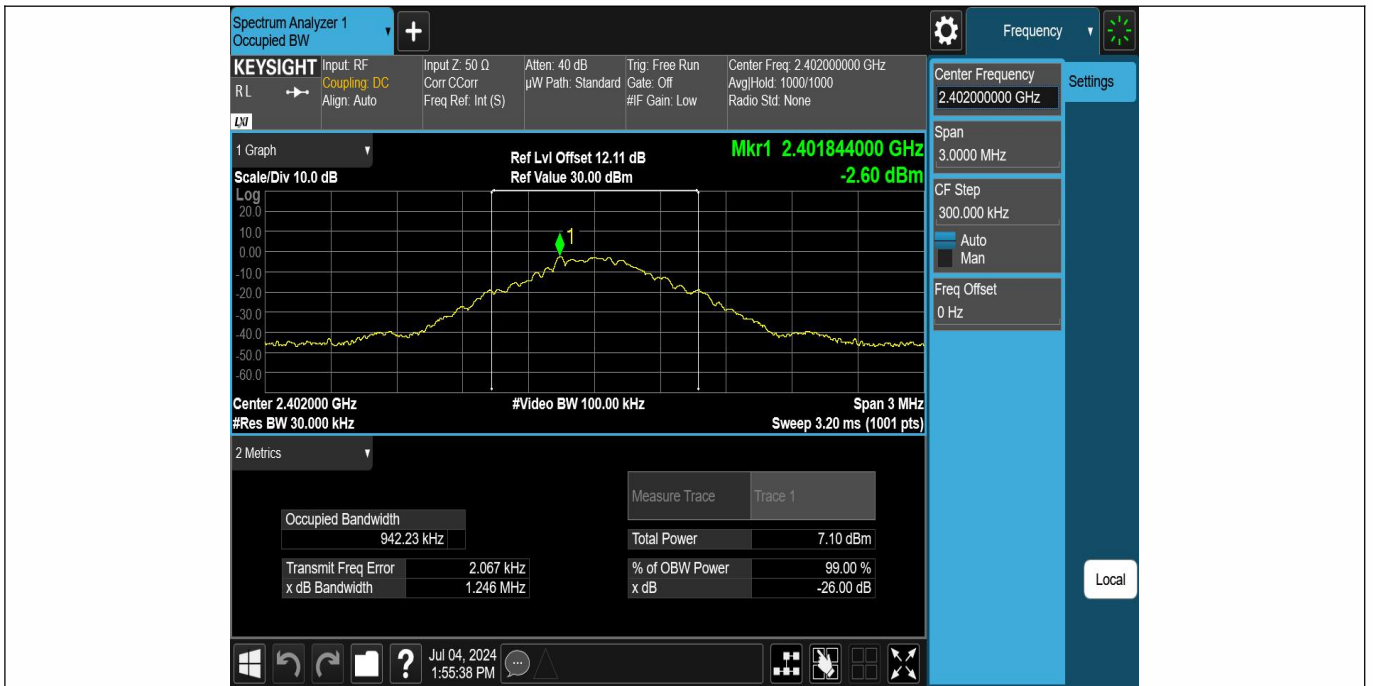 Spectrum Analyzer 1
Occupied BW
+
Frequency
KEYSIGHT
RL
LXI
Input: RF
Coupling: DC
Align: Auto
Input Z: 50 Ω
Corr CCorr
Freq Ref: Int (S)
Atten: 40 dB
µW Path: Standard
Trig: Free Run
Gate: Off
#IF Gain: Low
Center Freq: 2.402000000 GHz
Avg|Hold: 1000/1000
Radio Std: None
Center Frequency
2.402000000 GHz
Settings
Span
3.0000 MHz
CF Step
300.000 kHz
Auto
Man
Freq Offset
0 Hz
Local
1 Graph
Scale/Div 10.0 dB
Ref Lvl Offset 12.11 dB
Ref Value 30.00 dBm
Mkr1 2.401844000 GHz
-2.60 dBm
Log
20.0
10.0
0.00
-10.0
-20.0
-30.0
-40.0
-50.0
-60.0
1
Center 2.402000 GHz
#Res BW 30.000 kHz
#Video BW 100.00 kHz
Span 3 MHz
Sweep 3.20 ms (1001 pts)
2 Metrics
Measure Trace Trace 1
Occupied Bandwidth
942.23 kHz
Total Power 7.10 dBm
Transmit Freq Error 2.067 kHz
% of OBW Power 99.00 %
x dB Bandwidth 1.246 MHz
x dB -26.00 dB
?
Jul 04, 2024
1:55:38 PM